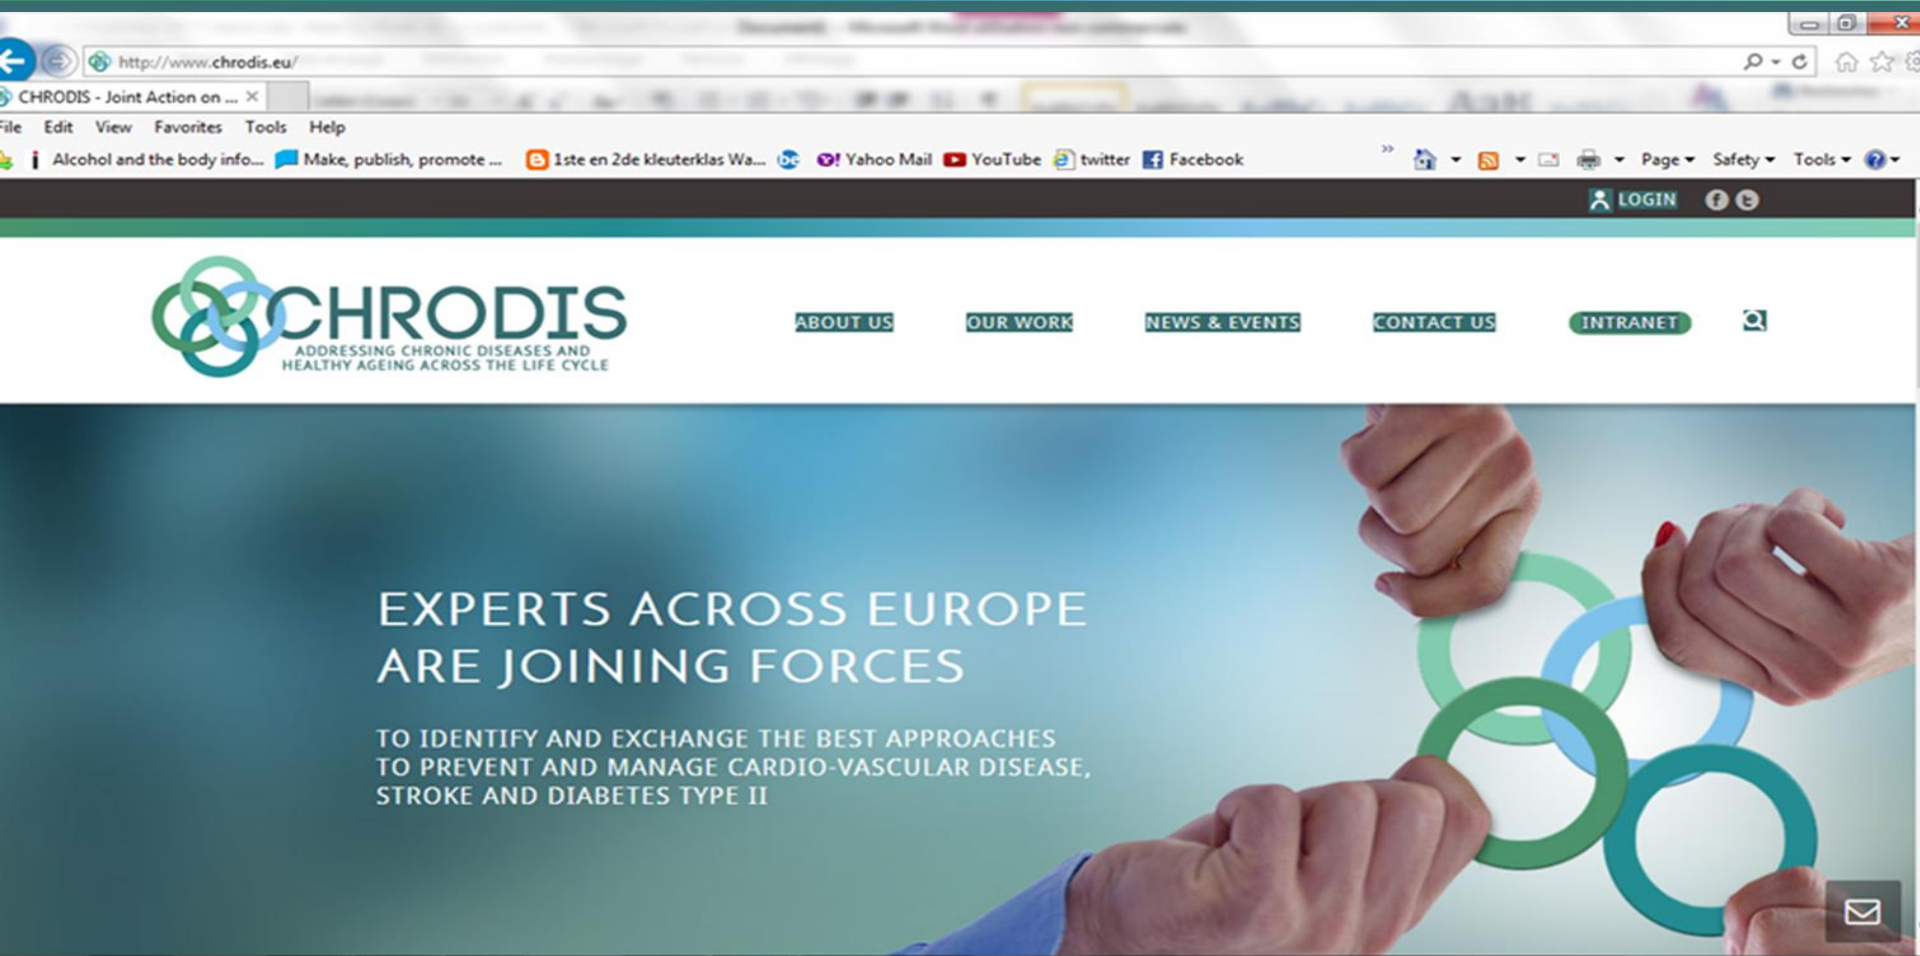 http://www.chrodis.eu/
CHRODIS - Joint Action on ...
File Edit View Favorites Tools Help
Alcohol and the body info... Make, publish, promote ... 1ste en 2de kleuterklas Wa... Yahoo Mail YouTube twitter Facebook Page Safety Tools
LOGIN
CHRODIS
ADDRESSING CHRONIC DISEASES AND
HEALTHY AGEING ACROSS THE LIFE CYCLE
ABOUT US OUR WORK NEWS & EVENTS CONTACT US INTRANET
EXPERTS ACROSS EUROPE
ARE JOINING FORCES
TO IDENTIFY AND EXCHANGE THE BEST APPROACHES
TO PREVENT AND MANAGE CARDIO-VASCULAR DISEASE,
STROKE AND DIABETES TYPE II